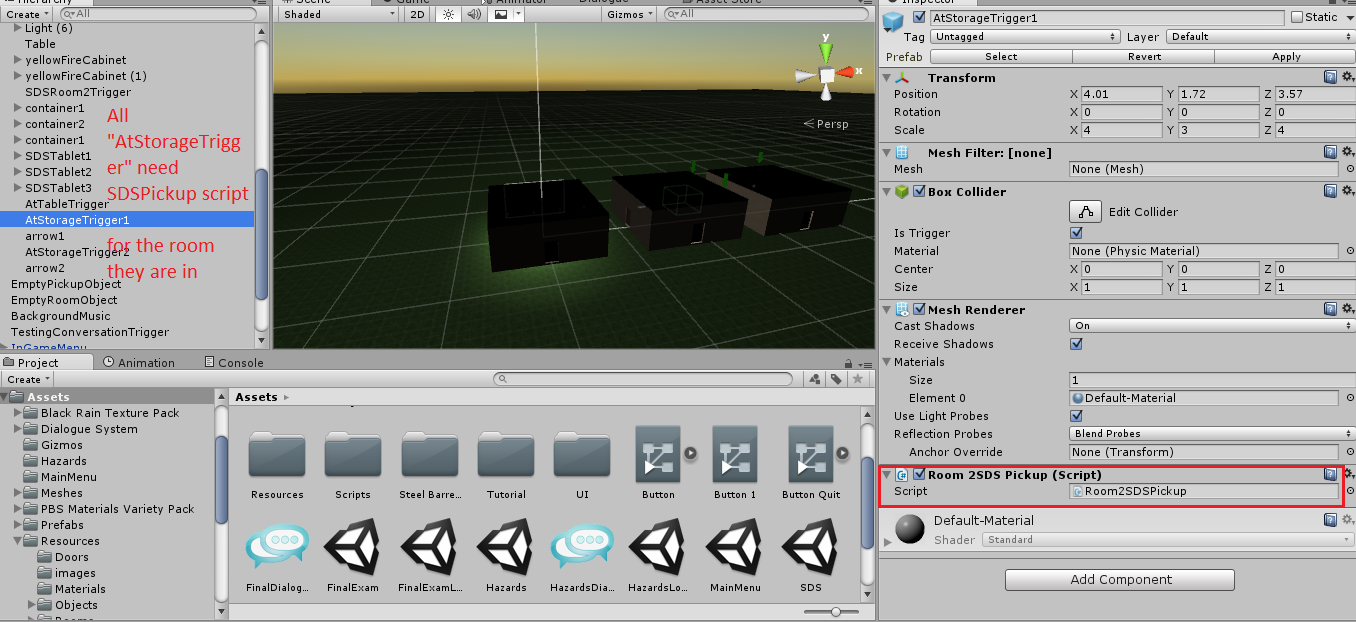 Hierarchy
Scene
Game
Animator
Dialogue
Asset Store
Inspector
Create
All
Shaded
2D
Gizmos
All
AtStorageTrigger1
Static
Tag
Untagged
Layer
Default
Prefab
Select
Revert
Apply
Light (6)
Table
yellowFireCabinet
yellowFireCabinet (1)
SDSRoom2Trigger
container1
container2
container1
SDSTablet1
SDSTablet2
SDSTablet3
AtTableTrigger
AtStorageTrigger1
arrow1
AtStorageTrigger2
arrow2
EmptyPickupObject
EmptyRoomObject
BackgroundMusic
TestingConversationTrigger
InGameMenu
All
"AtStorageTrigg
er" need
SDSPickup script
for the room
they are in
y
x
Persp
Transform
Position
X 4.01 Y 1.72 Z 3.57
Rotation
X 0 Y 0 Z 0
Scale
X 4 Y 3 Z 4
Mesh Filter: [none]
Mesh
None (Mesh)
Box Collider
Edit Collider
Is Trigger
Material
None (Physic Material)
Center
X 0 Y 0 Z 0
Size
X 1 Y 1 Z 1
Mesh Renderer
Cast Shadows
On
Receive Shadows
Materials
Size
1
Element 0
Default-Material
Use Light Probes
Reflection Probes
Blend Probes
Anchor Override
None (Transform)
Room 2SDS Pickup (Script)
Script
Room2SDSPickup
Default-Material
Shader
Standard
Add Component
Project
Animation
Console
Create
Assets
Black Rain Texture Pack
Dialogue System
Gizmos
Hazards
MainMenu
Meshes
PBS Materials Variety Pack
Prefabs
Resources
Doors
images
Materials
Objects
Assets
Resources
Scripts
Steel Barre...
Tutorial
UI
Button
Button 1
Button Quit
FinalDialog...
FinalExam
FinalExamL...
Hazards
HazardsDia...
HazardsLo...
MainMenu
SDS